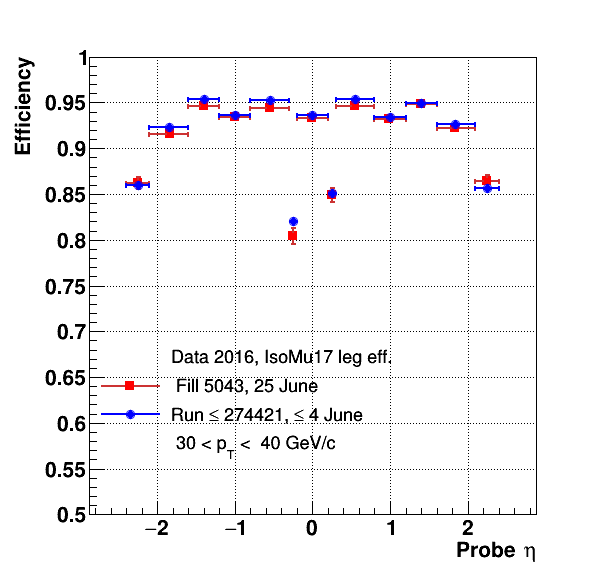 Efficiency
1
0.95
0.9
0.85
0.8
0.75
0.7
0.65
0.6
0.55
0.5
Data 2016, IsoMu17 leg eff.
Fill 5043, 25 June
Run ≤ 274421, ≤ 4 June
30 < p_T < 40 GeV/c
−2 −1 0 1 2
Probe η